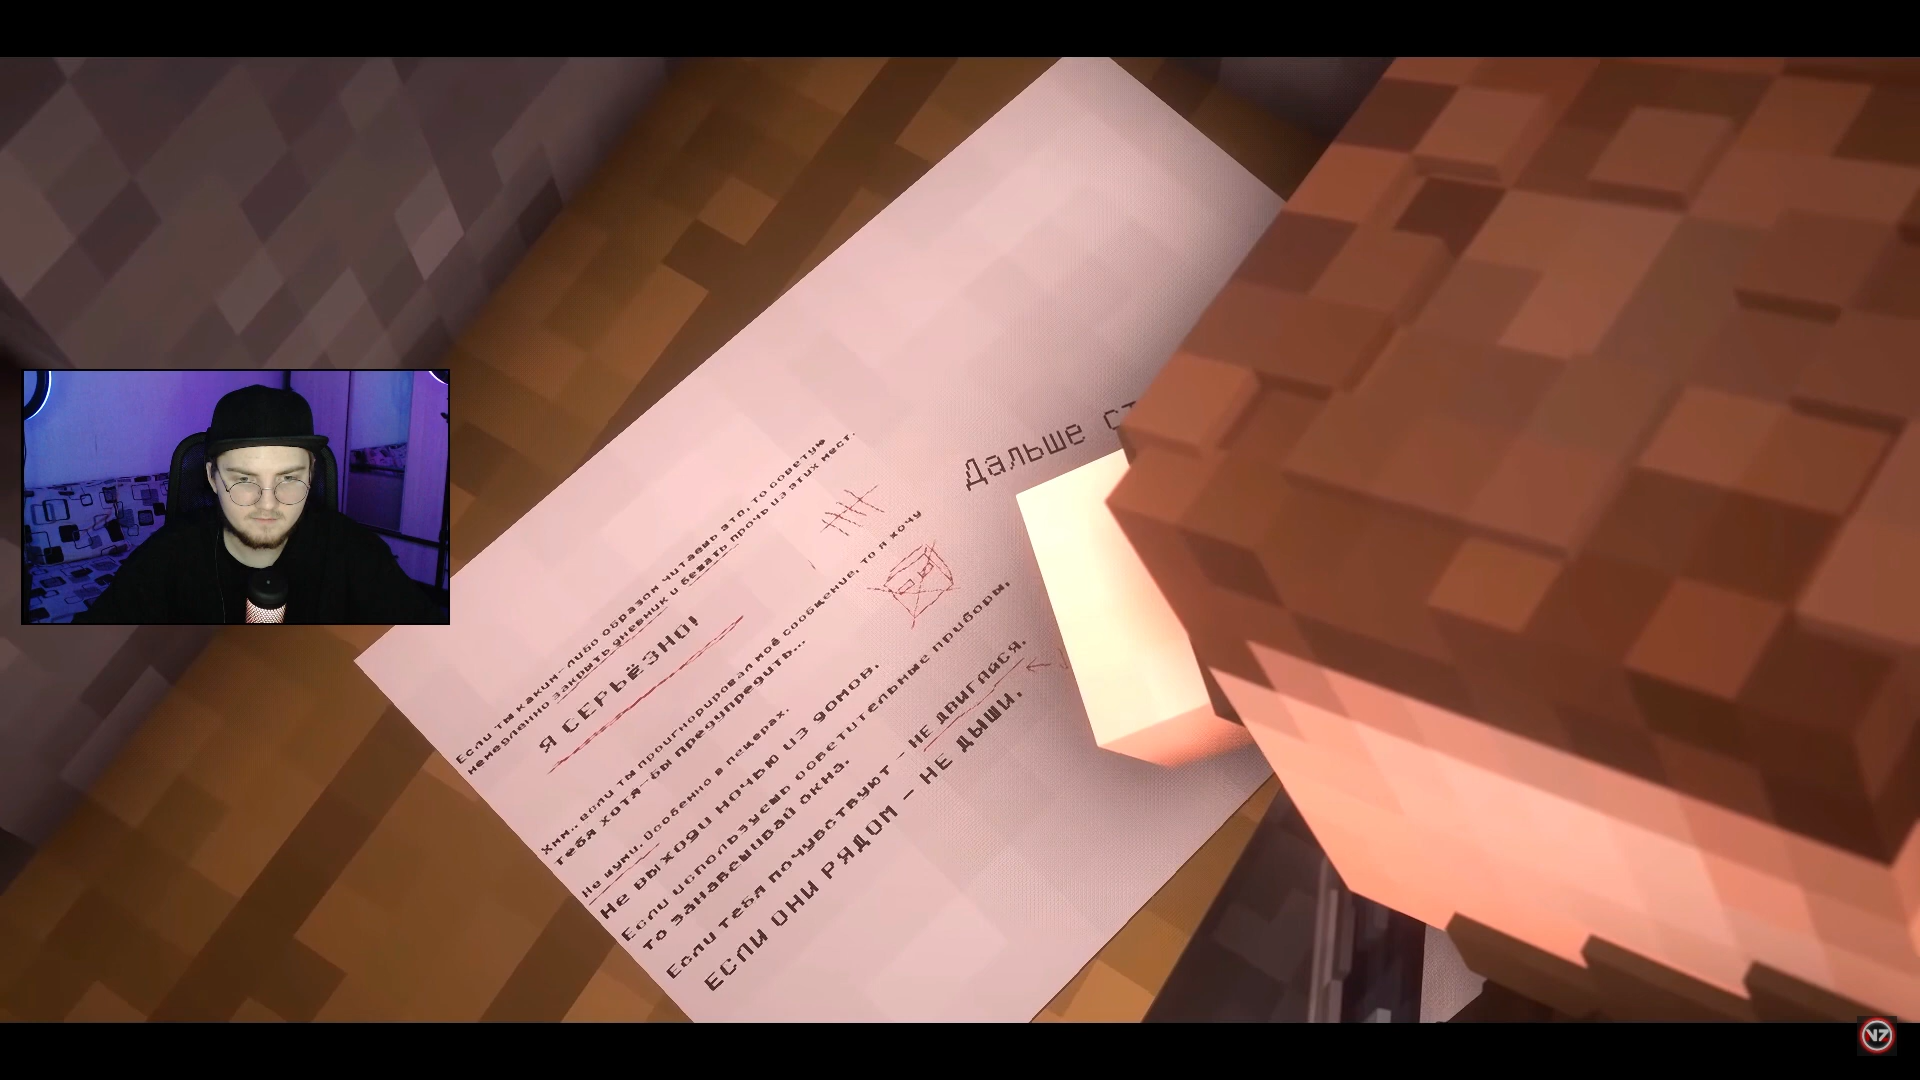 Если ты каким-либо образом читаешь это, то советую
немедленно закрыть дневник и бежать прочь из этих мест.
Я СЕРЬЁЗНО!
Хмм.. если ты проигнорировал моё сообщение, то я хочу
тебя хотя-бы предупредить...
Не шуми. Особенно в пещерах.
Не выходи ночью из домов.
Если используешь осветительные приборы,
то занавешивай окна.
Если тебя почувствуют - НЕ ДВИГАЙСЯ.
ЕСЛИ ОНИ РЯДОМ - НЕ ДЫШИ.
Дальше
V7